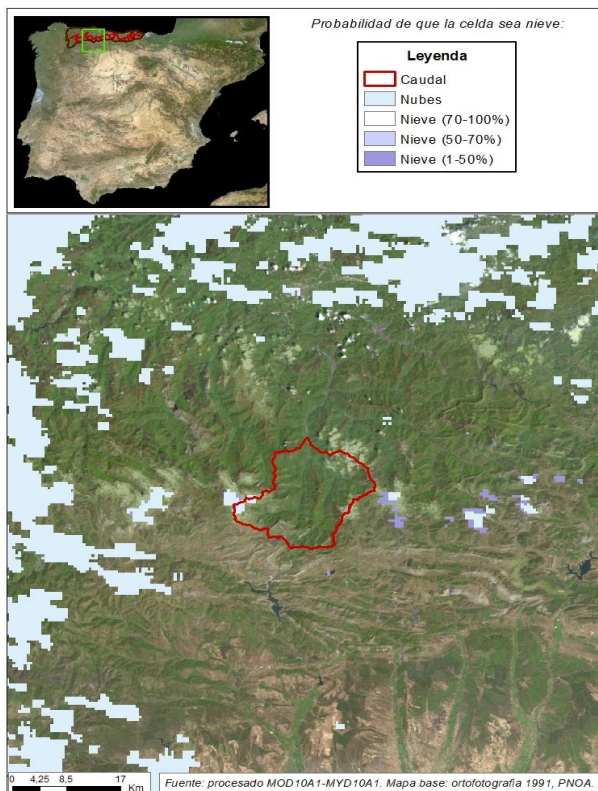 Probabilidad de que la celda sea nieve:
Leyenda
Caudal
Nubes
Nieve (70-100%)
Nieve (50-70%)
Nieve (1-50%)
0 4,25 8,5 17
Km
Fuente: procesado MOD10A1-MYD10A1. Mapa base: ortofotografía 1991, PNOA.